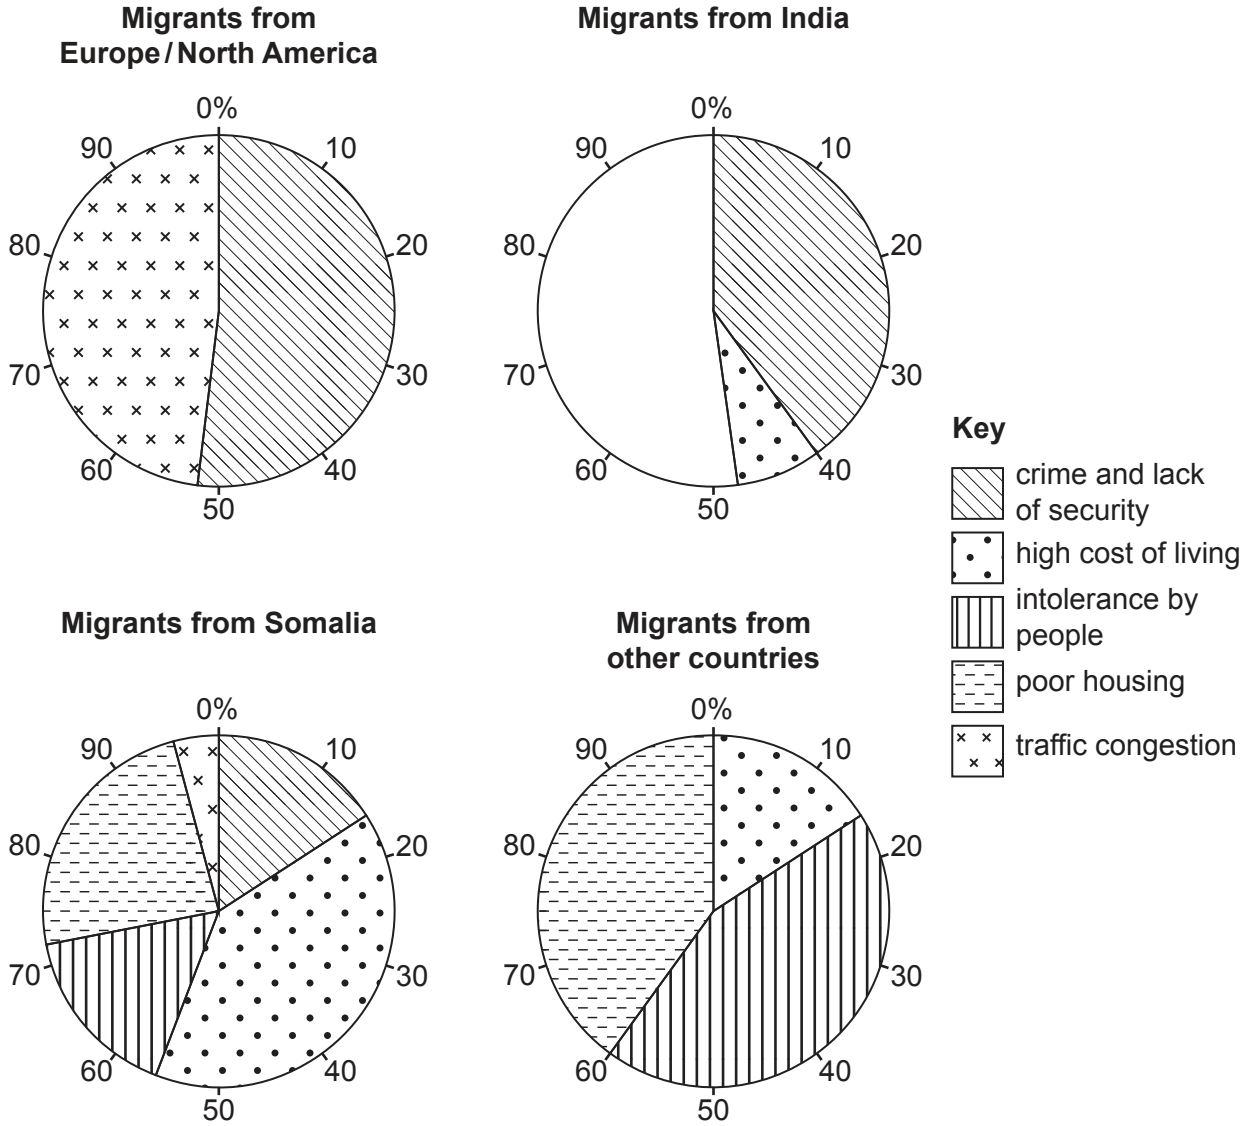 Migrants from
Europe/North America
0%
10
20
30
40
50
60
70
80
90
Migrants from India
0%
10
20
30
40
50
60
70
80
90
Migrants from Somalia
0%
10
20
30
40
50
60
70
80
90
Migrants from
other countries
0%
10
20
30
40
50
60
70
80
90
Key
crime and lack
of security
high cost of living
intolerance by
people
poor housing
traffic congestion